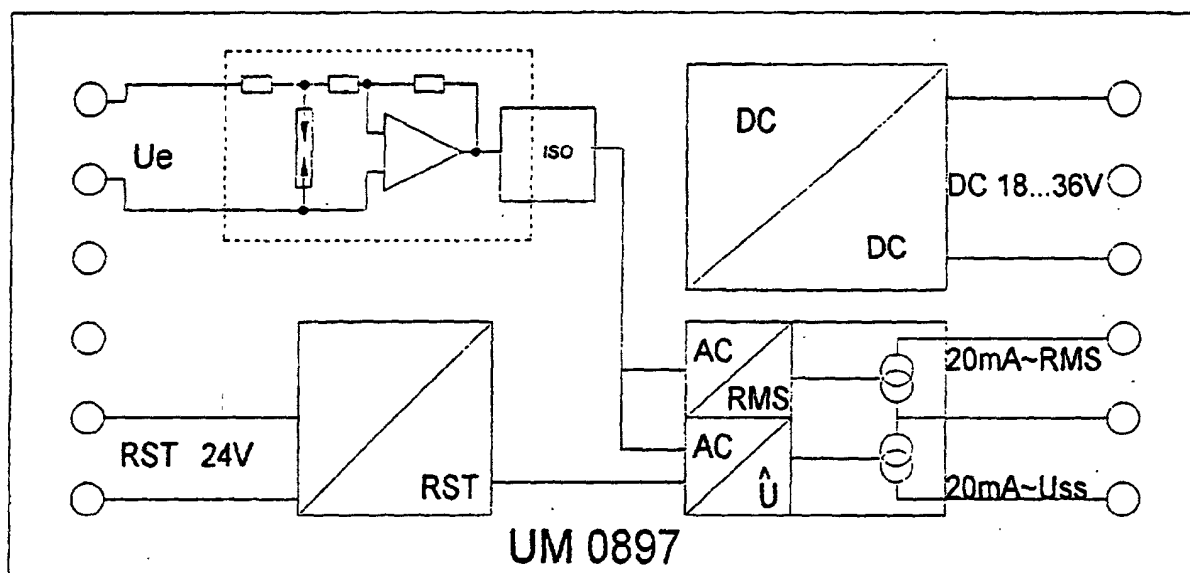 Ue
ISO
DC
DC
DC 18...36V
AC
RMS
20mA~RMS
RST 24V
RST
AC
Û
20mA~Uss
UM 0897